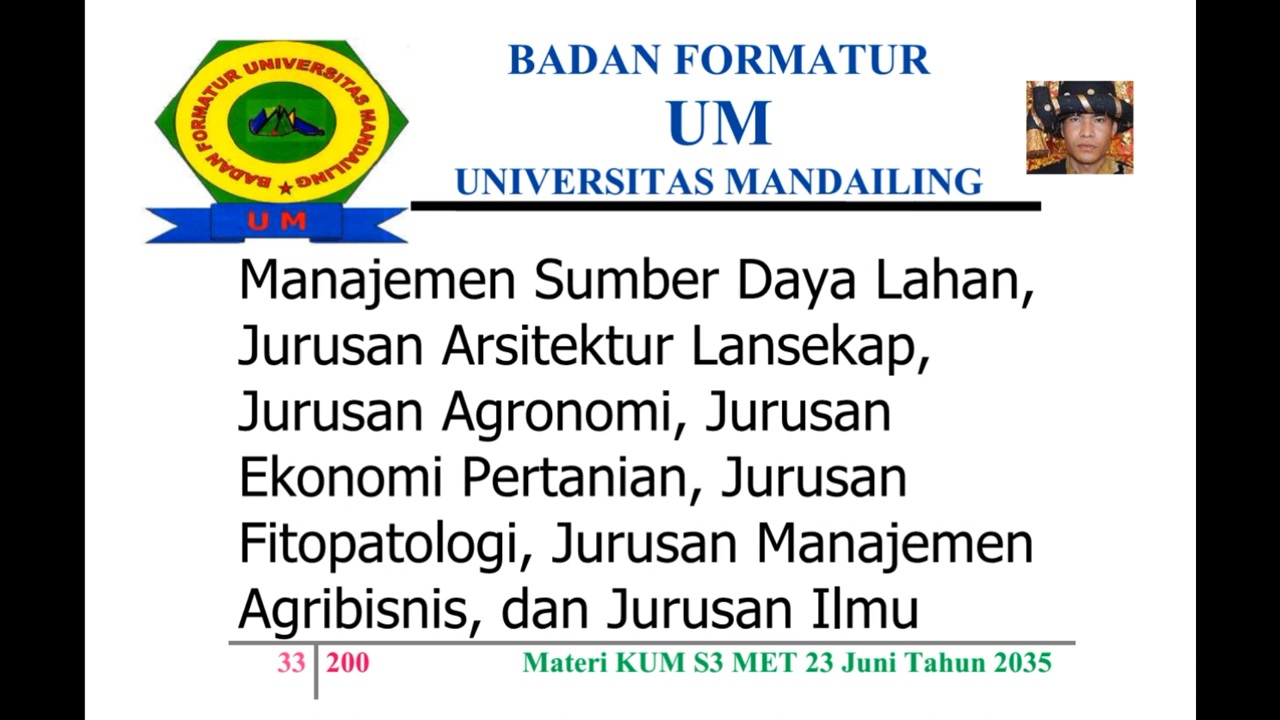 BADAN FORMATUR UNIVERSITAS MANDAILING
UM
BADAN FORMATUR
UM
UNIVERSITAS MANDAILING
Manajemen Sumber Daya Lahan,
Jurusan Arsitektur Lansekap,
Jurusan Agronomi, Jurusan
Ekonomi Pertanian, Jurusan
Fitopatologi, Jurusan Manajemen
Agribisnis, dan Jurusan Ilmu
33 200 Materi KUM S3 MET 23 Juni Tahun 2035